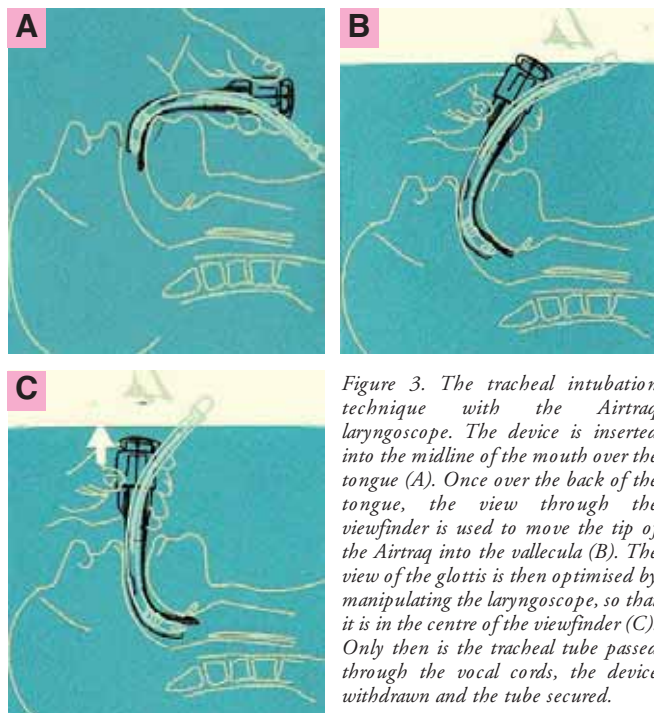 A
B
C
Figure 3. The tracheal intubation
technique with the Airtraq
laryngoscope. The device is inserted
into the midline of the mouth over the
tongue (A). Once over the back of the
tongue, the view through the
viewfinder is used to move the tip of
the Airtraq into the vallecula (B). The
view of the glottis is then optimised by
manipulating the laryngoscope, so that
it is in the centre of the viewfinder (C).
Only then is the tracheal tube passed
through the vocal cords, the device
withdrawn and the tube secured.